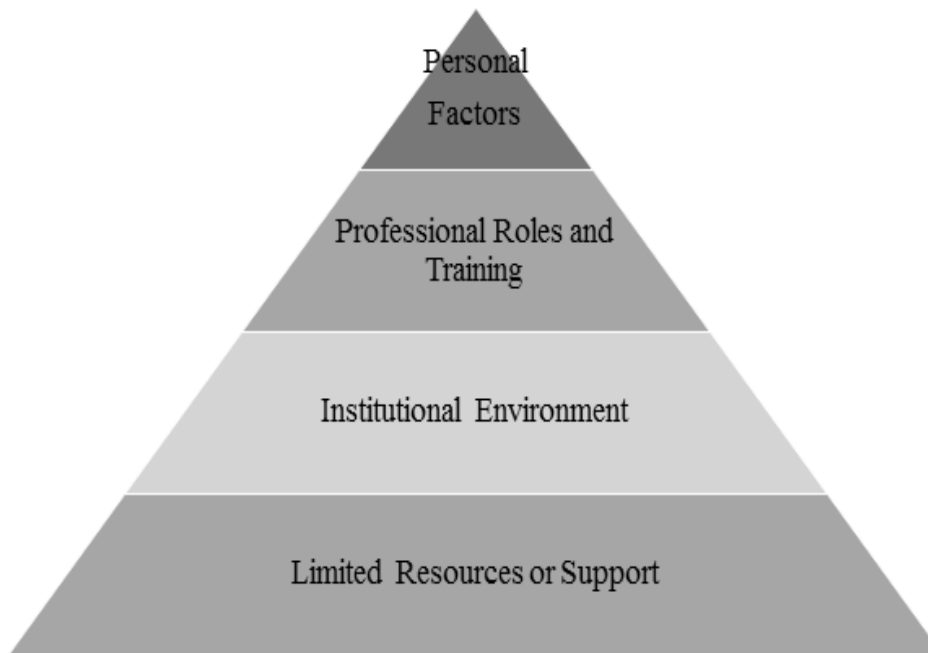 Personal
Factors
Professional Roles and
Training
Institutional Environment
Limited Resources or Support